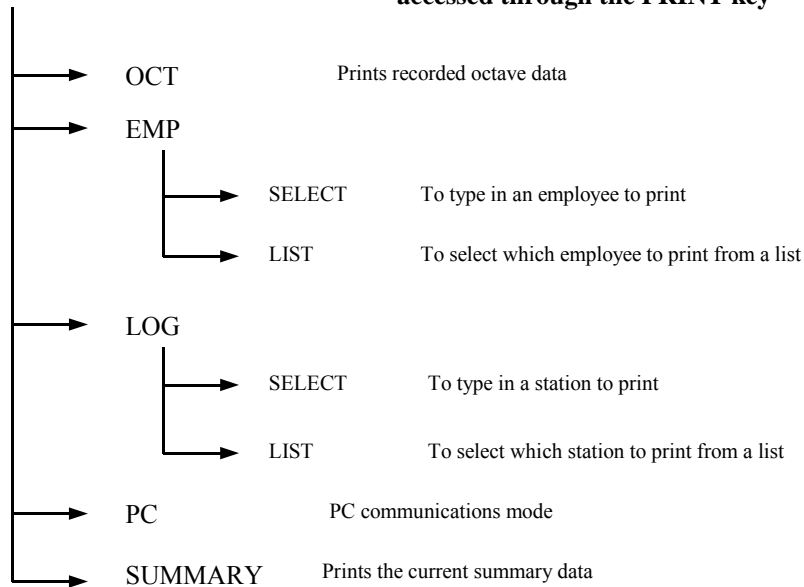 accessed through the PRINT key
OCT Prints recorded octave data
EMP
SELECT To type in an employee to print
LIST To select which employee to print from a list
LOG
SELECT To type in a station to print
LIST To select which station to print from a list
PC PC communications mode
SUMMARY Prints the current summary data